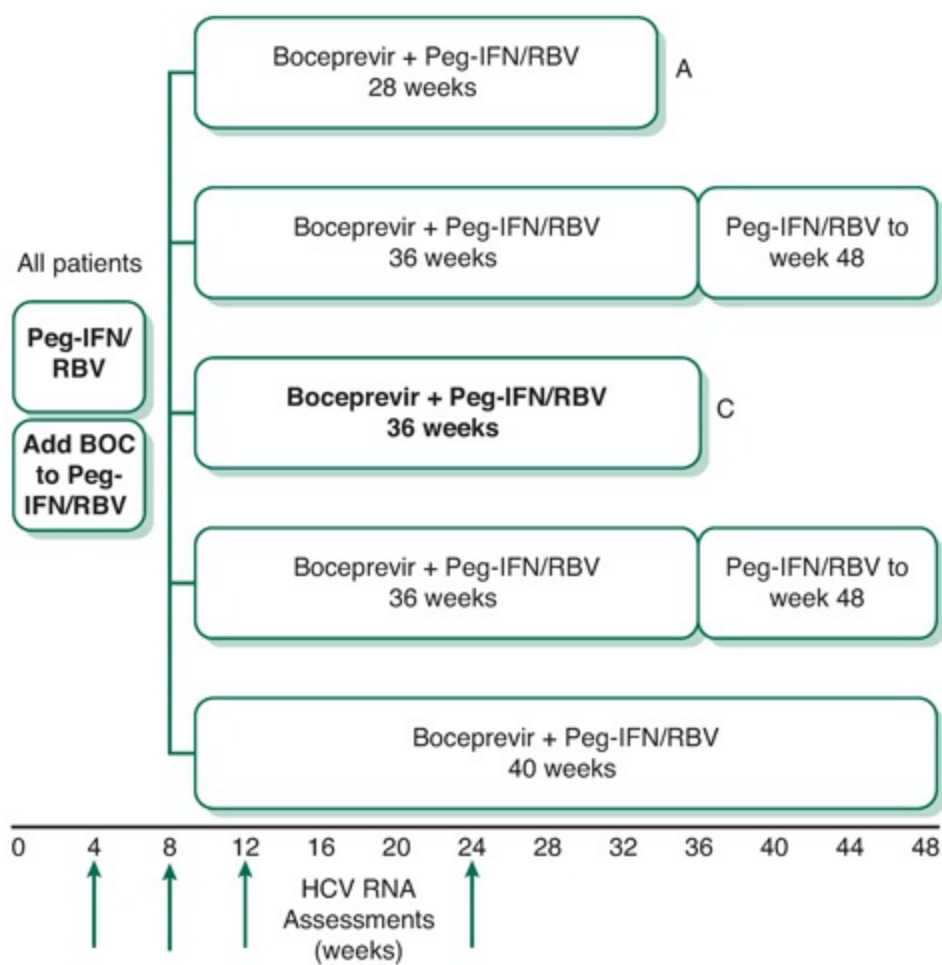 Boceprevir + Peg-IFN/RBV
28 weeks
A
Boceprevir + Peg-IFN/RBV
36 weeks
Peg-IFN/RBV to
week 48
All patients
Peg-IFN/
RBV
Add BOC
to Peg-
IFN/RBV
Boceprevir + Peg-IFN/RBV
36 weeks
C
Boceprevir + Peg-IFN/RBV
36 weeks
Peg-IFN/RBV to
week 48
Boceprevir + Peg-IFN/RBV
40 weeks
0 4 8 12 16 20 24 28 32 36 40 44 48
HCV RNA
Assessments
(weeks)